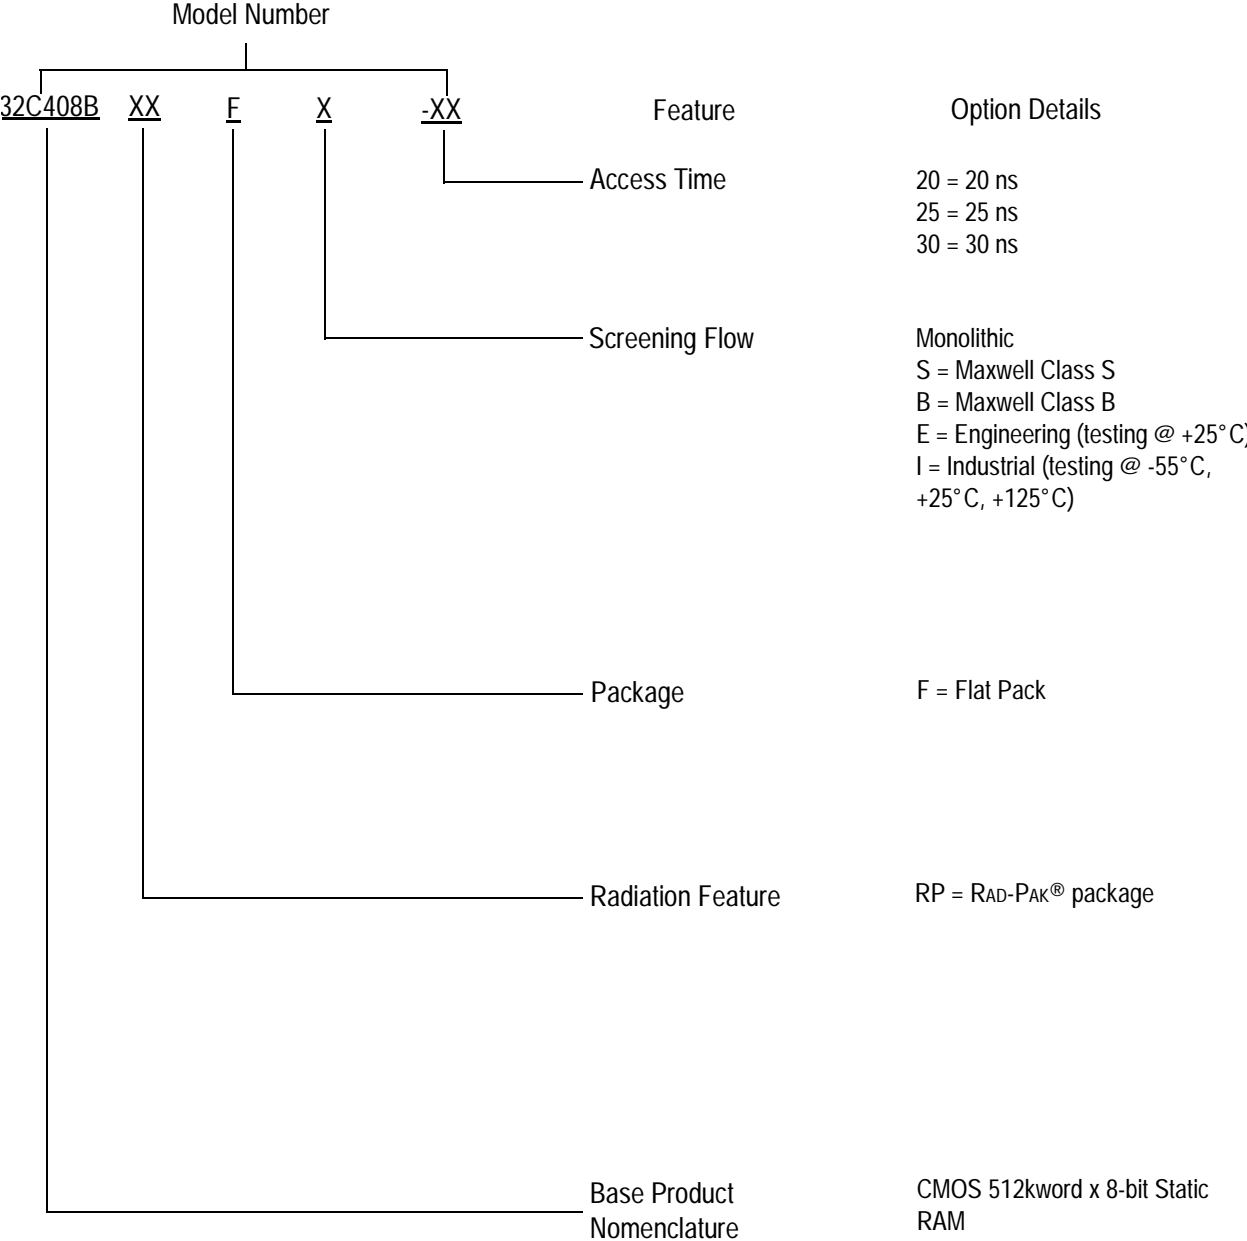 Model Number
32C408B XX F X -XX Feature Option Details
Access Time 20 = 20 ns
25 = 25 ns
30 = 30 ns
Screening Flow Monolithic
S = Maxwell Class S
B = Maxwell Class B
E = Engineering (testing @ +25°C)
I = Industrial (testing @ -55°C,
+25°C, +125°C)
Package F = Flat Pack
Radiation Feature RP = RAD-PAK® package
Base Product CMOS 512kword x 8-bit Static
Nomenclature RAM